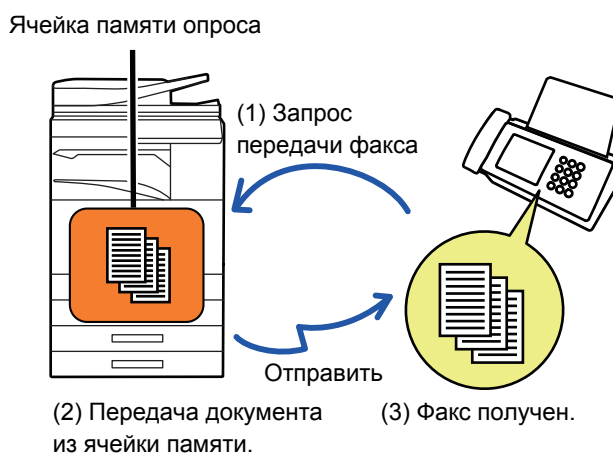 Ячейка памяти опроса
(1) Запрос
передачи факса
Отправить
(2) Передача документа
из ячейки памяти.
(3) Факс получен.